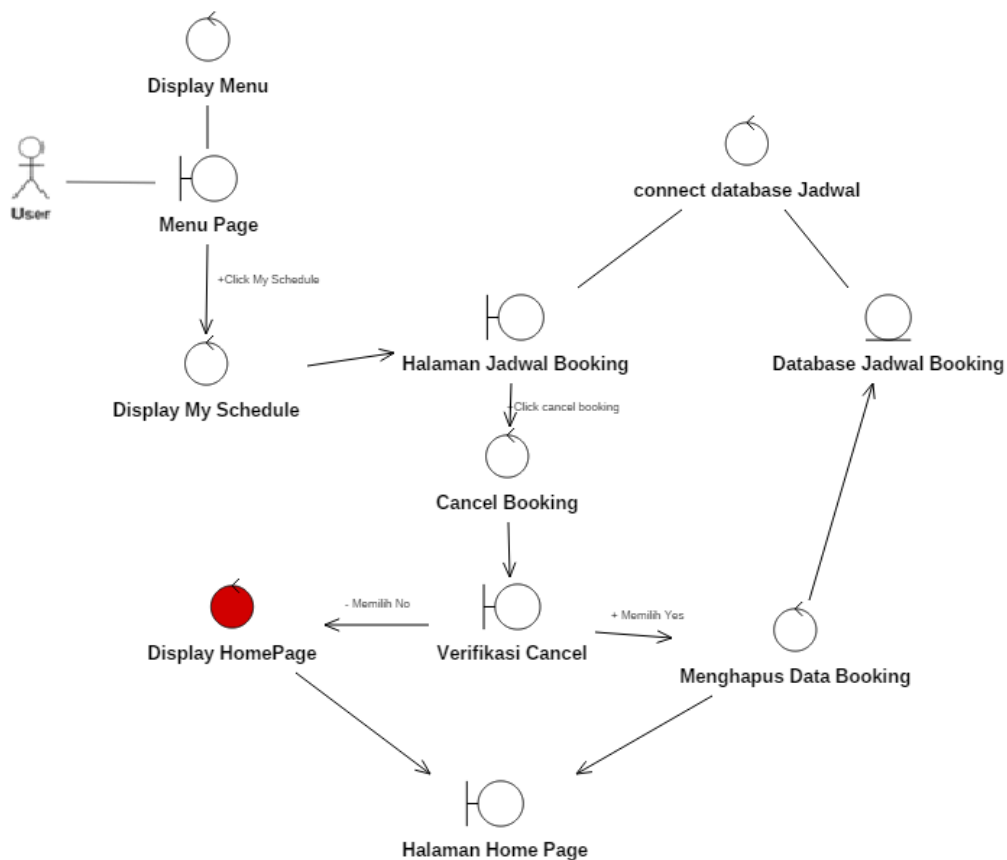 Display Menu
User
Menu Page
connect database Jadwal
+Click My Schedule
Halaman Jadwal Booking
Database Jadwal Booking
Display My Schedule
+Click cancel booking
Cancel Booking
- Memilih No
+ Memilih Yes
Display HomePage
Verifikasi Cancel
Menghapus Data Booking
Halaman Home Page